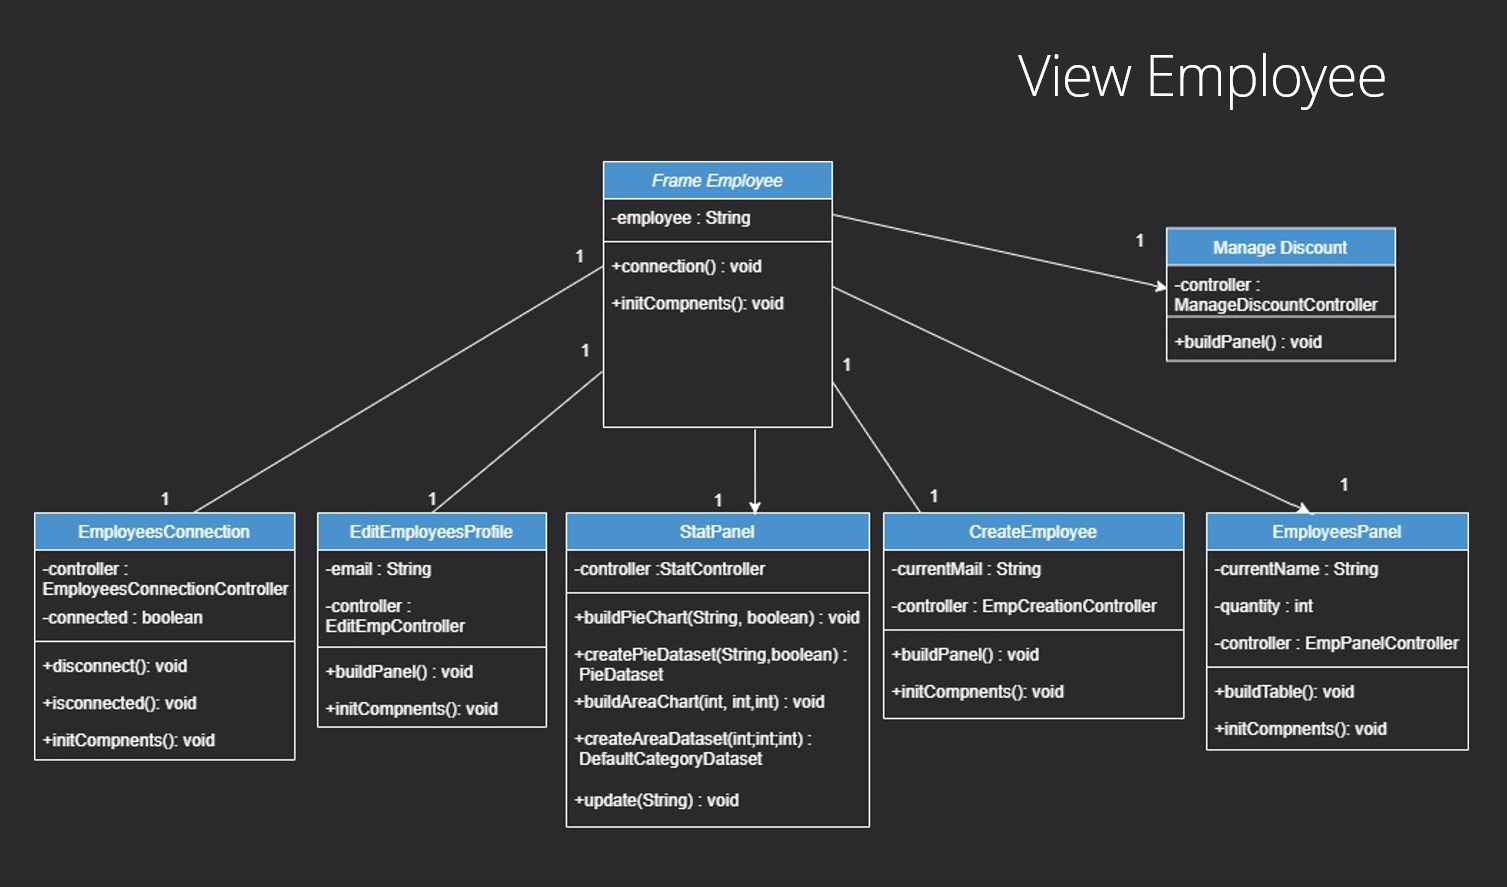 View Employee
Frame Employee
-employee : String
+connection() : void
+initCompnents(): void
1
1
1
1
Manage Discount
-controller :
ManageDiscountController
+buildPanel() : void
1
EmployeesConnection
-controller :
EmployeesConnectionController
-connected : boolean
+disconnect(): void
+isconnected(): void
+initCompnents(): void
1
EditEmployeesProfile
-email : String
-controller :
EditEmpController
+buildPanel() : void
+initCompnents(): void
1
StatPanel
-controller :StatController
+buildPieChart(String, boolean) : void
+createPieDataset(String,boolean) :
PieDataset
+buildAreaChart(int, int,int) : void
+createAreaDataset(int;int;int) :
DefaultCategoryDataset
+update(String) : void
1
CreateEmployee
-currentMail : String
-controller : EmpCreationController
+buildPanel() : void
+initCompnents(): void
1
EmployeesPanel
-currentName : String
-quantity : int
-controller : EmpPanelController
+buildTable(): void
+initCompnents(): void